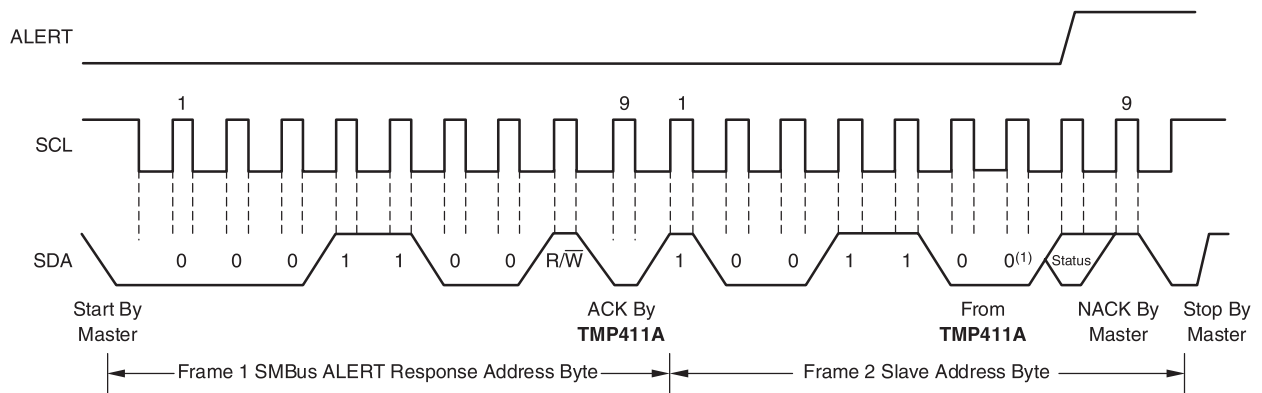 ALERT
1 9 1 9
SCL
SDA
0 0 0 1 1 0 0 R/W̅ 1 0 0 1 1 0 0(1) Status
Start By
Master
ACK By
TMP411A
From
TMP411A
NACK By
Master
Stop By
Master
Frame 1 SMBus ALERT Response Address Byte
Frame 2 Slave Address Byte